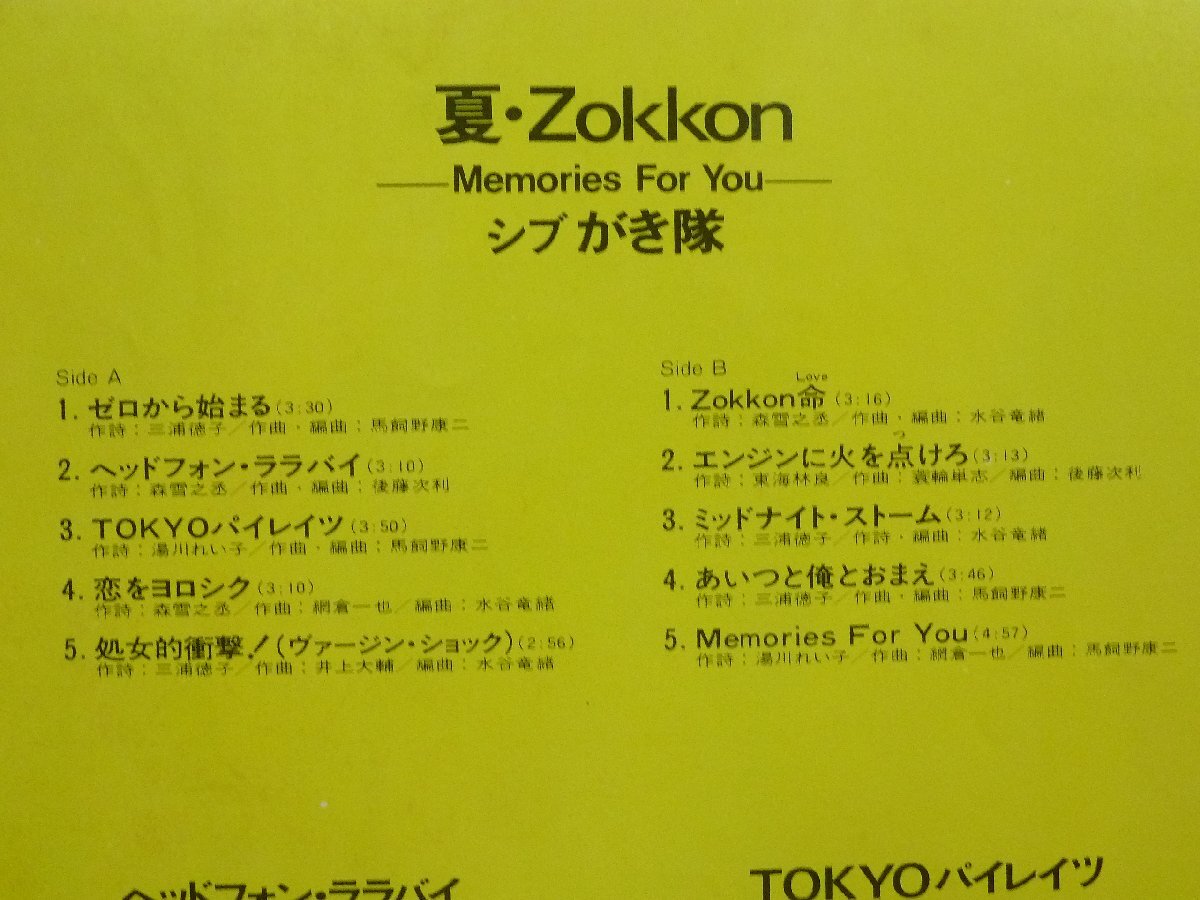 夏・Zokkon
Memories For You
シブがき隊
Side A
1. ゼロから始まる(3:30)
作詩:三浦徳子/作曲・編曲:馬飼野康二
2. ヘッドフォン・ララバイ(3:10)
作詩:森雪之丞/作曲・編曲:後藤次利
3. TOKYOパイレイツ(3:50)
作詩:湯川れい子/作曲・編曲:馬飼野康二
4. 恋をヨロシク(3:10)
作詩:森雪之丞/作曲:網倉一也/編曲:水谷竜緒
5. 処女的衝撃!(ヴァージン・ショック)(2:56)
作詩:三浦徳子/作曲:井上大輔/編曲:水谷竜緒
Side B
Love
1. Zokkon命(3:16)
作詩:森雪之丞/作曲・編曲:水谷竜緒
つ
2. エンジンに火を点けろ(3:13)
作詩:東海林良/作曲:蓑輪単志/編曲:後藤次利
3. ミッドナイト・ストーム(3:12)
作詩:三浦徳子/作詩・編曲:水谷竜緒
4. あいつと俺とおまえ(3:46)
作詩:三浦徳子/作曲・編曲:馬飼野康二
5. Memories For You(4:57)
作詩:湯川れい子/作曲:網倉一也/編曲:馬飼野康二
ヘッドフォン・ララバイ
TOKYOパイレイツ